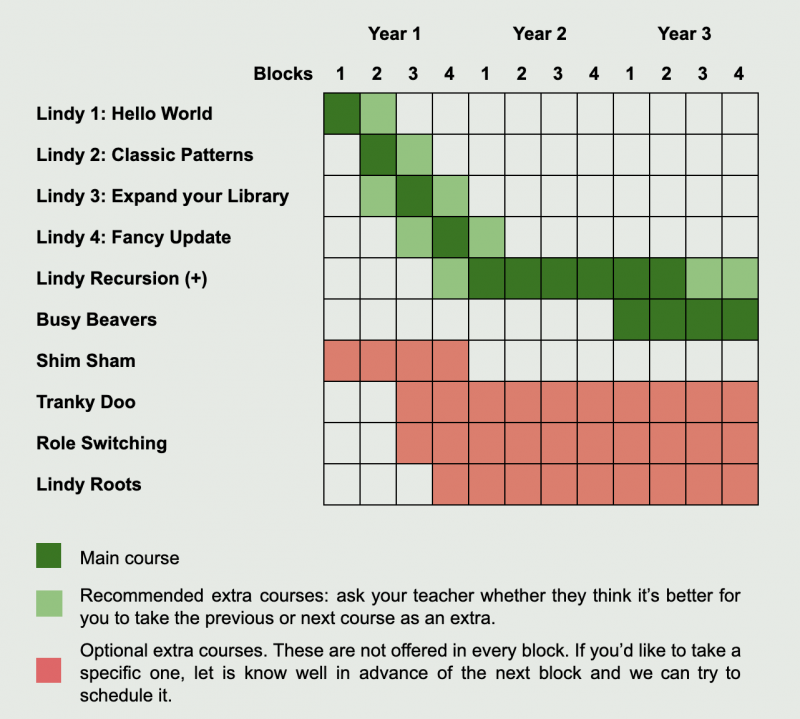 Year 1 Year 2 Year 3
Blocks 1 2 3 4 1 2 3 4 1 2 3 4
Lindy 1: Hello World
Lindy 2: Classic Patterns
Lindy 3: Expand your Library
Lindy 4: Fancy Update
Lindy Recursion (+)
Busy Beavers
Shim Sham
Tranky Doo
Role Switching
Lindy Roots
Main course
Recommended extra courses: ask your teacher whether they think it’s better for
you to take the previous or next course as an extra.
Optional extra courses. These are not offered in every block. If you’d like to take a
specific one, let is know well in advance of the next block and we can try to
schedule it.